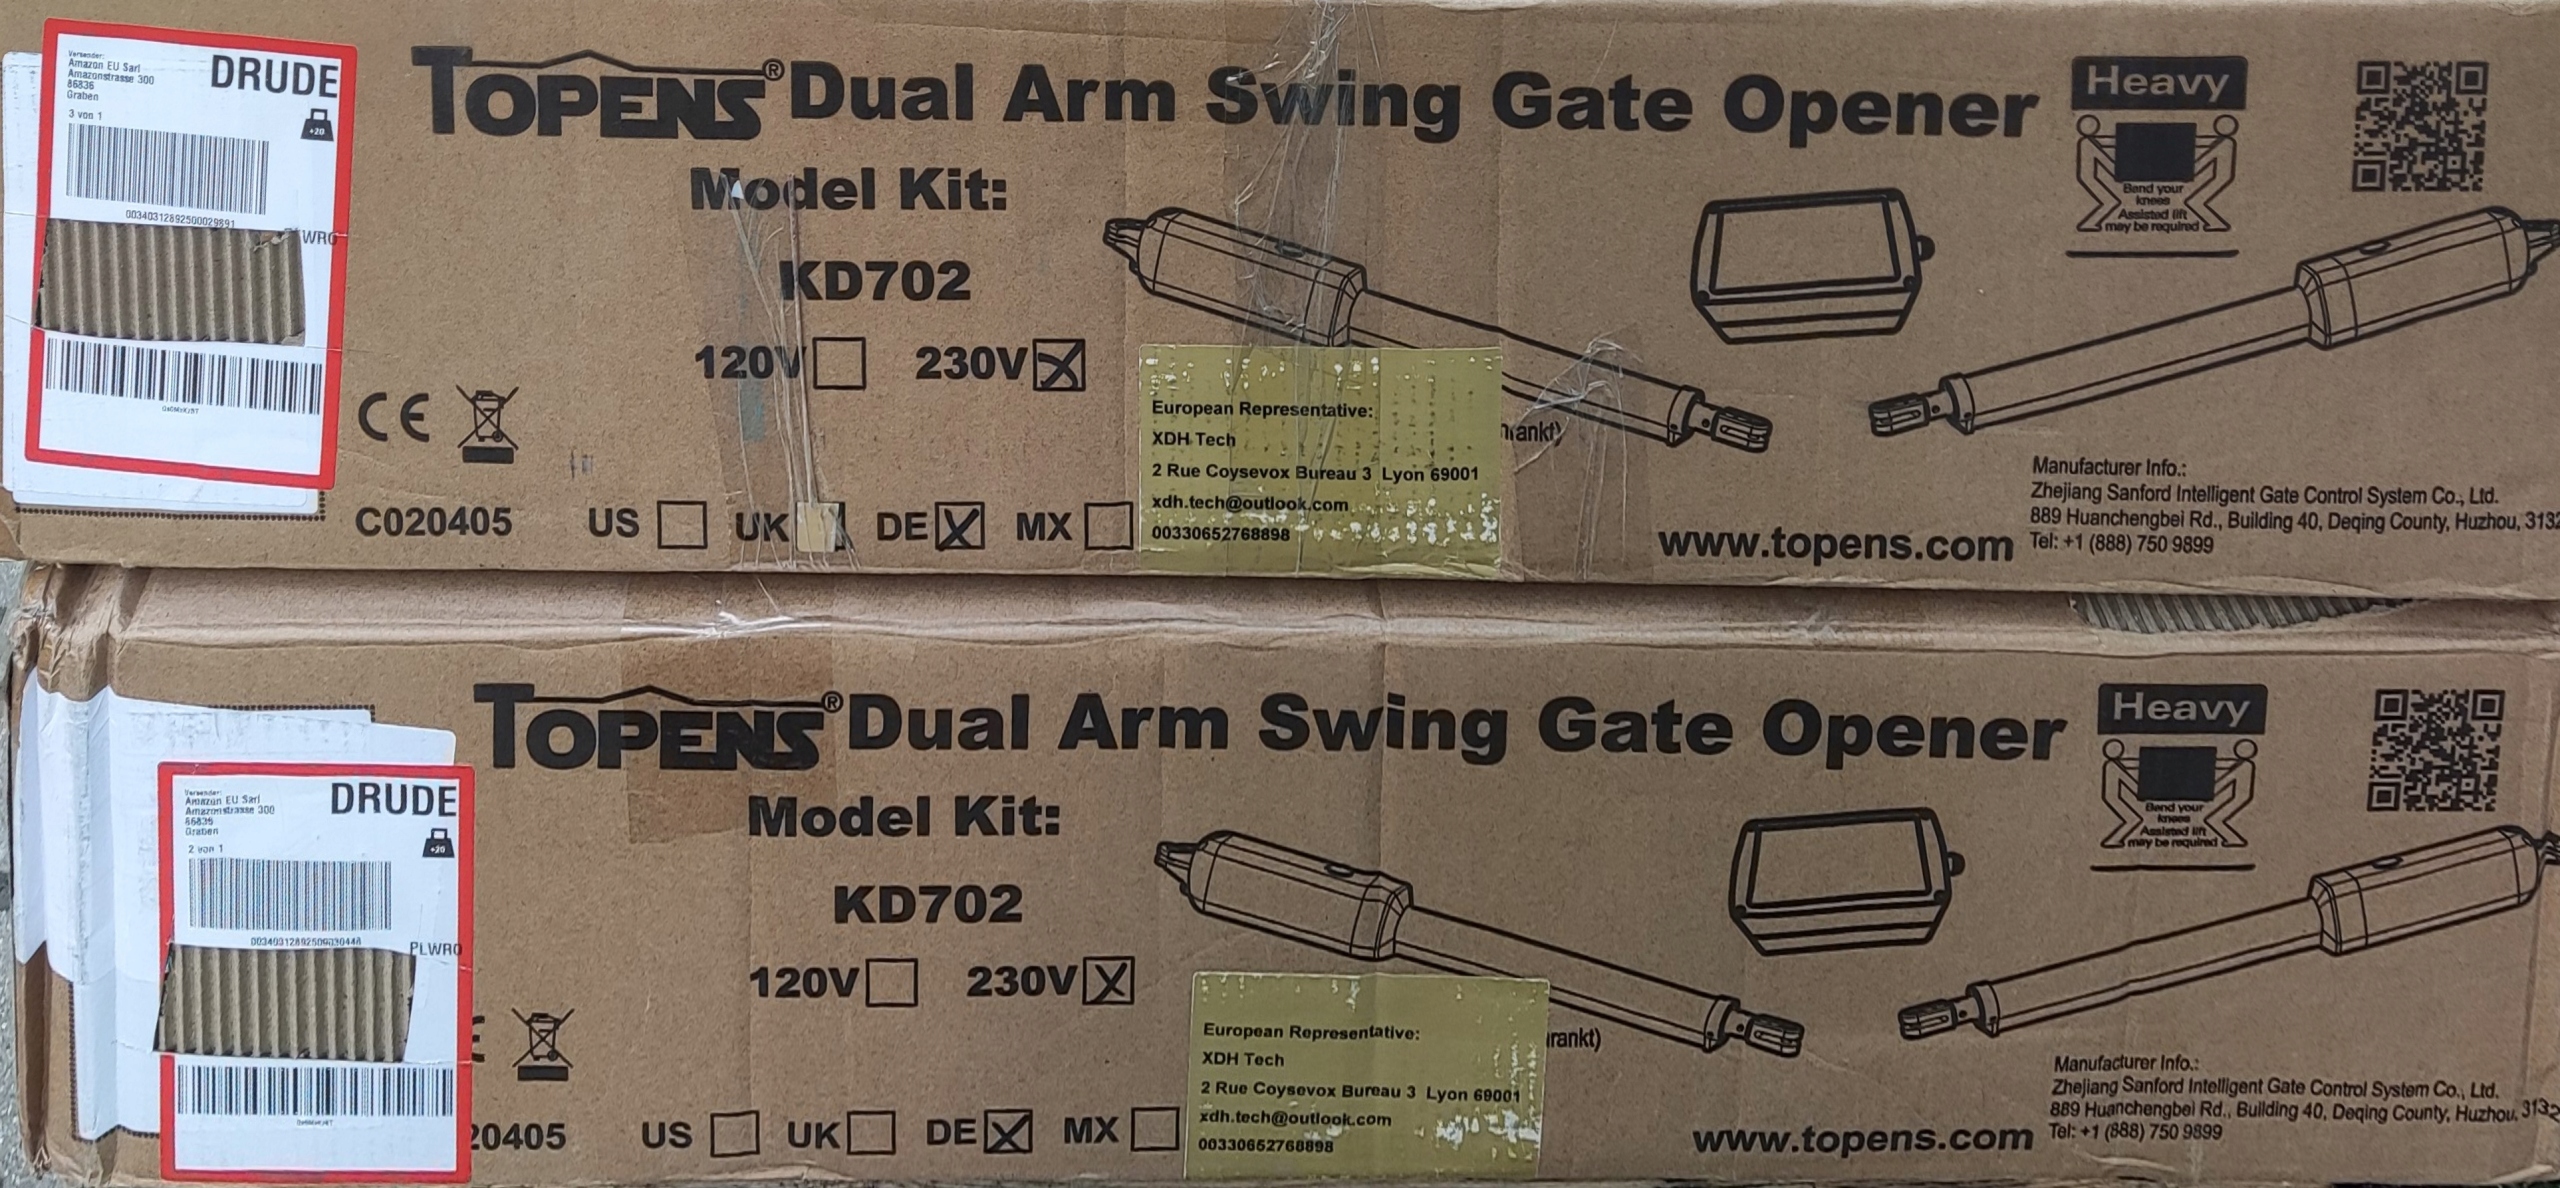 Versender:
Amazon EU Sarl
Amazonstrasse 300
86836
Graben
DRUDE
+20
3 von 1
00340312892500029891
WRO
TOPENS® Dual Arm Swing Gate Opener
Heavy
Bend your
knees
Assisted lift
may be required
Model Kit:
KD702
120V 230V
CE
C020405 US UK DE MX
European Representative:
XDH Tech
2 Rue Coysevox Bureau 3 Lyon 69001
xdh.tech@outlook.com
00330652768898
hrankt)
www.topens.com
Manufacturer Info.:
Zhejiang Sanford Intelligent Gate Control System Co., Ltd.
889 Huanchengbei Rd., Building 40, Deqing County, Huzhou, 3132
Tel: +1 (888) 750 9899
Versender:
Amazon EU Sarl
Amazonstrasse 300
86836
Graben
DRUDE
+20
2 von 1
PLWRO
TOPENS® Dual Arm Swing Gate Opener
Heavy
Bend your
knees
Assisted lift
may be required
Model Kit:
KD702
120V 230V
20405 US UK DE MX
European Representative:
XDH Tech
2 Rue Coysevox Bureau 3 Lyon 69001
xdh.tech@outlook.com
00330652768898
rankt)
www.topens.com
Manufacturer Info.:
Zhejiang Sanford Intelligent Gate Control System Co., Ltd.
889 Huanchengbei Rd., Building 40, Deqing County, Huzhou, 3132
Tel: +1 (888) 750 9899